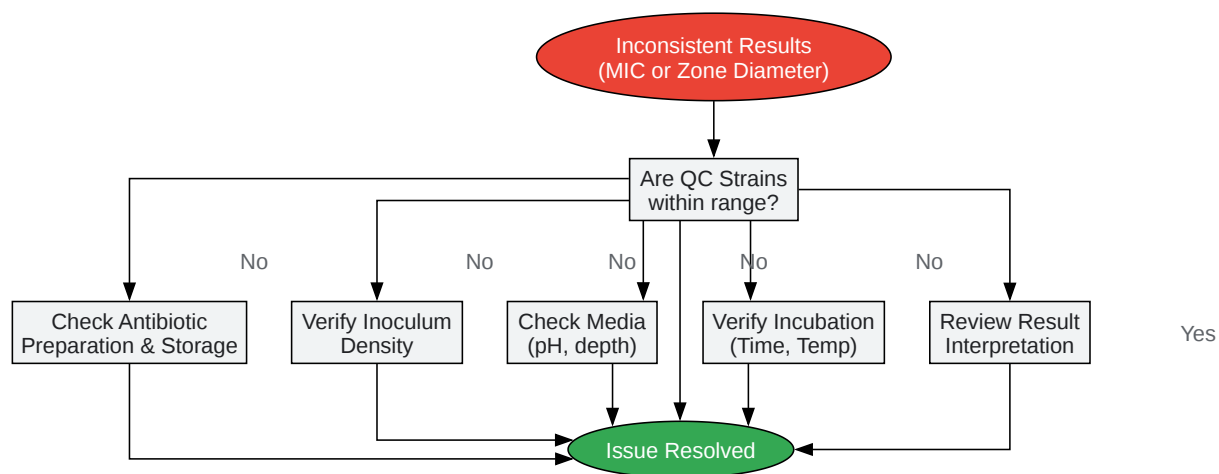 Inconsistent Results
(MIC or Zone Diameter)
Are QC Strains
within range?
No
No
No
No
No
Check Antibiotic
Preparation & Storage
Verify Inoculum
Density
Check Media
(pH, depth)
Verify Incubation
(Time, Temp)
Review Result
Interpretation
Yes
Issue Resolved